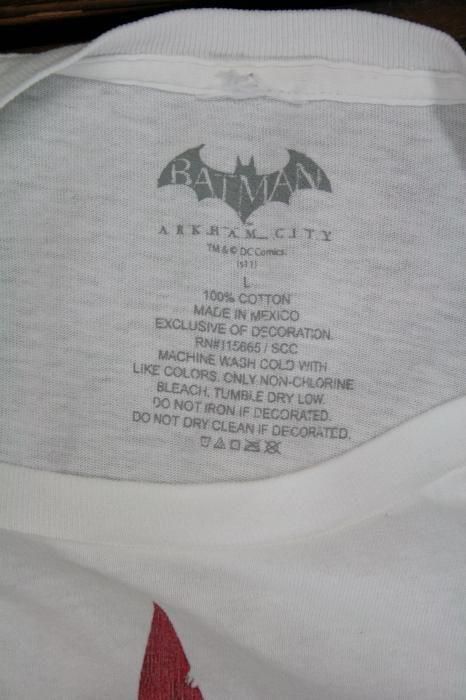 BATMAN
ARKHAM CITY
TM & © DC Comics.
(s11)
L
100% COTTON
MADE IN MEXICO
EXCLUSIVE OF DECORATION.
RN#115665 / SCC
MACHINE WASH COLD WITH
LIKE COLORS. ONLY NON-CHLORINE
BLEACH. TUMBLE DRY LOW.
DO NOT IRON IF DECORATED.
DO NOT DRY CLEAN IF DECORATED.